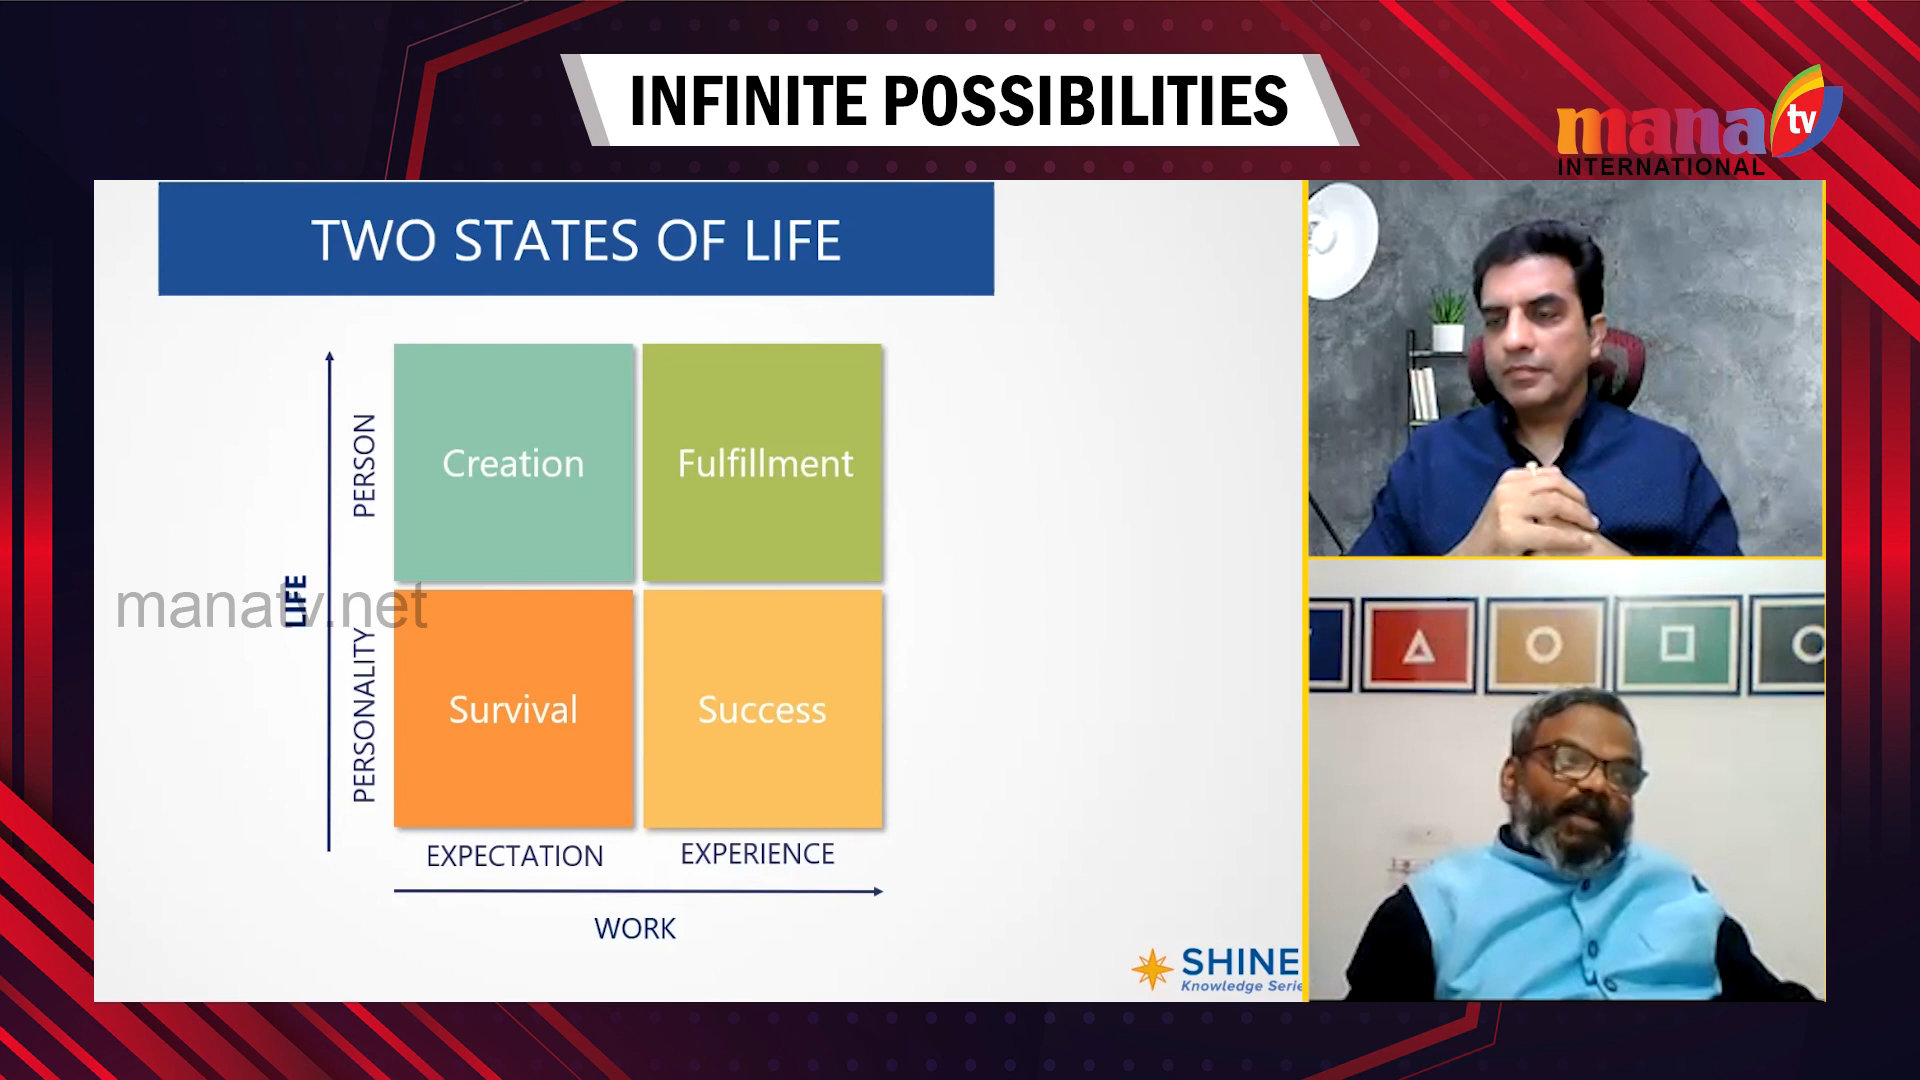 INFINITE POSSIBILITIES
mana tv
INTERNATIONAL
TWO STATES OF LIFE
LIFE
PERSON
PERSONALITY
Creation
Fulfillment
Survival
Success
EXPECTATION
EXPERIENCE
WORK
manatv.net
SHINE
Knowledge Serie